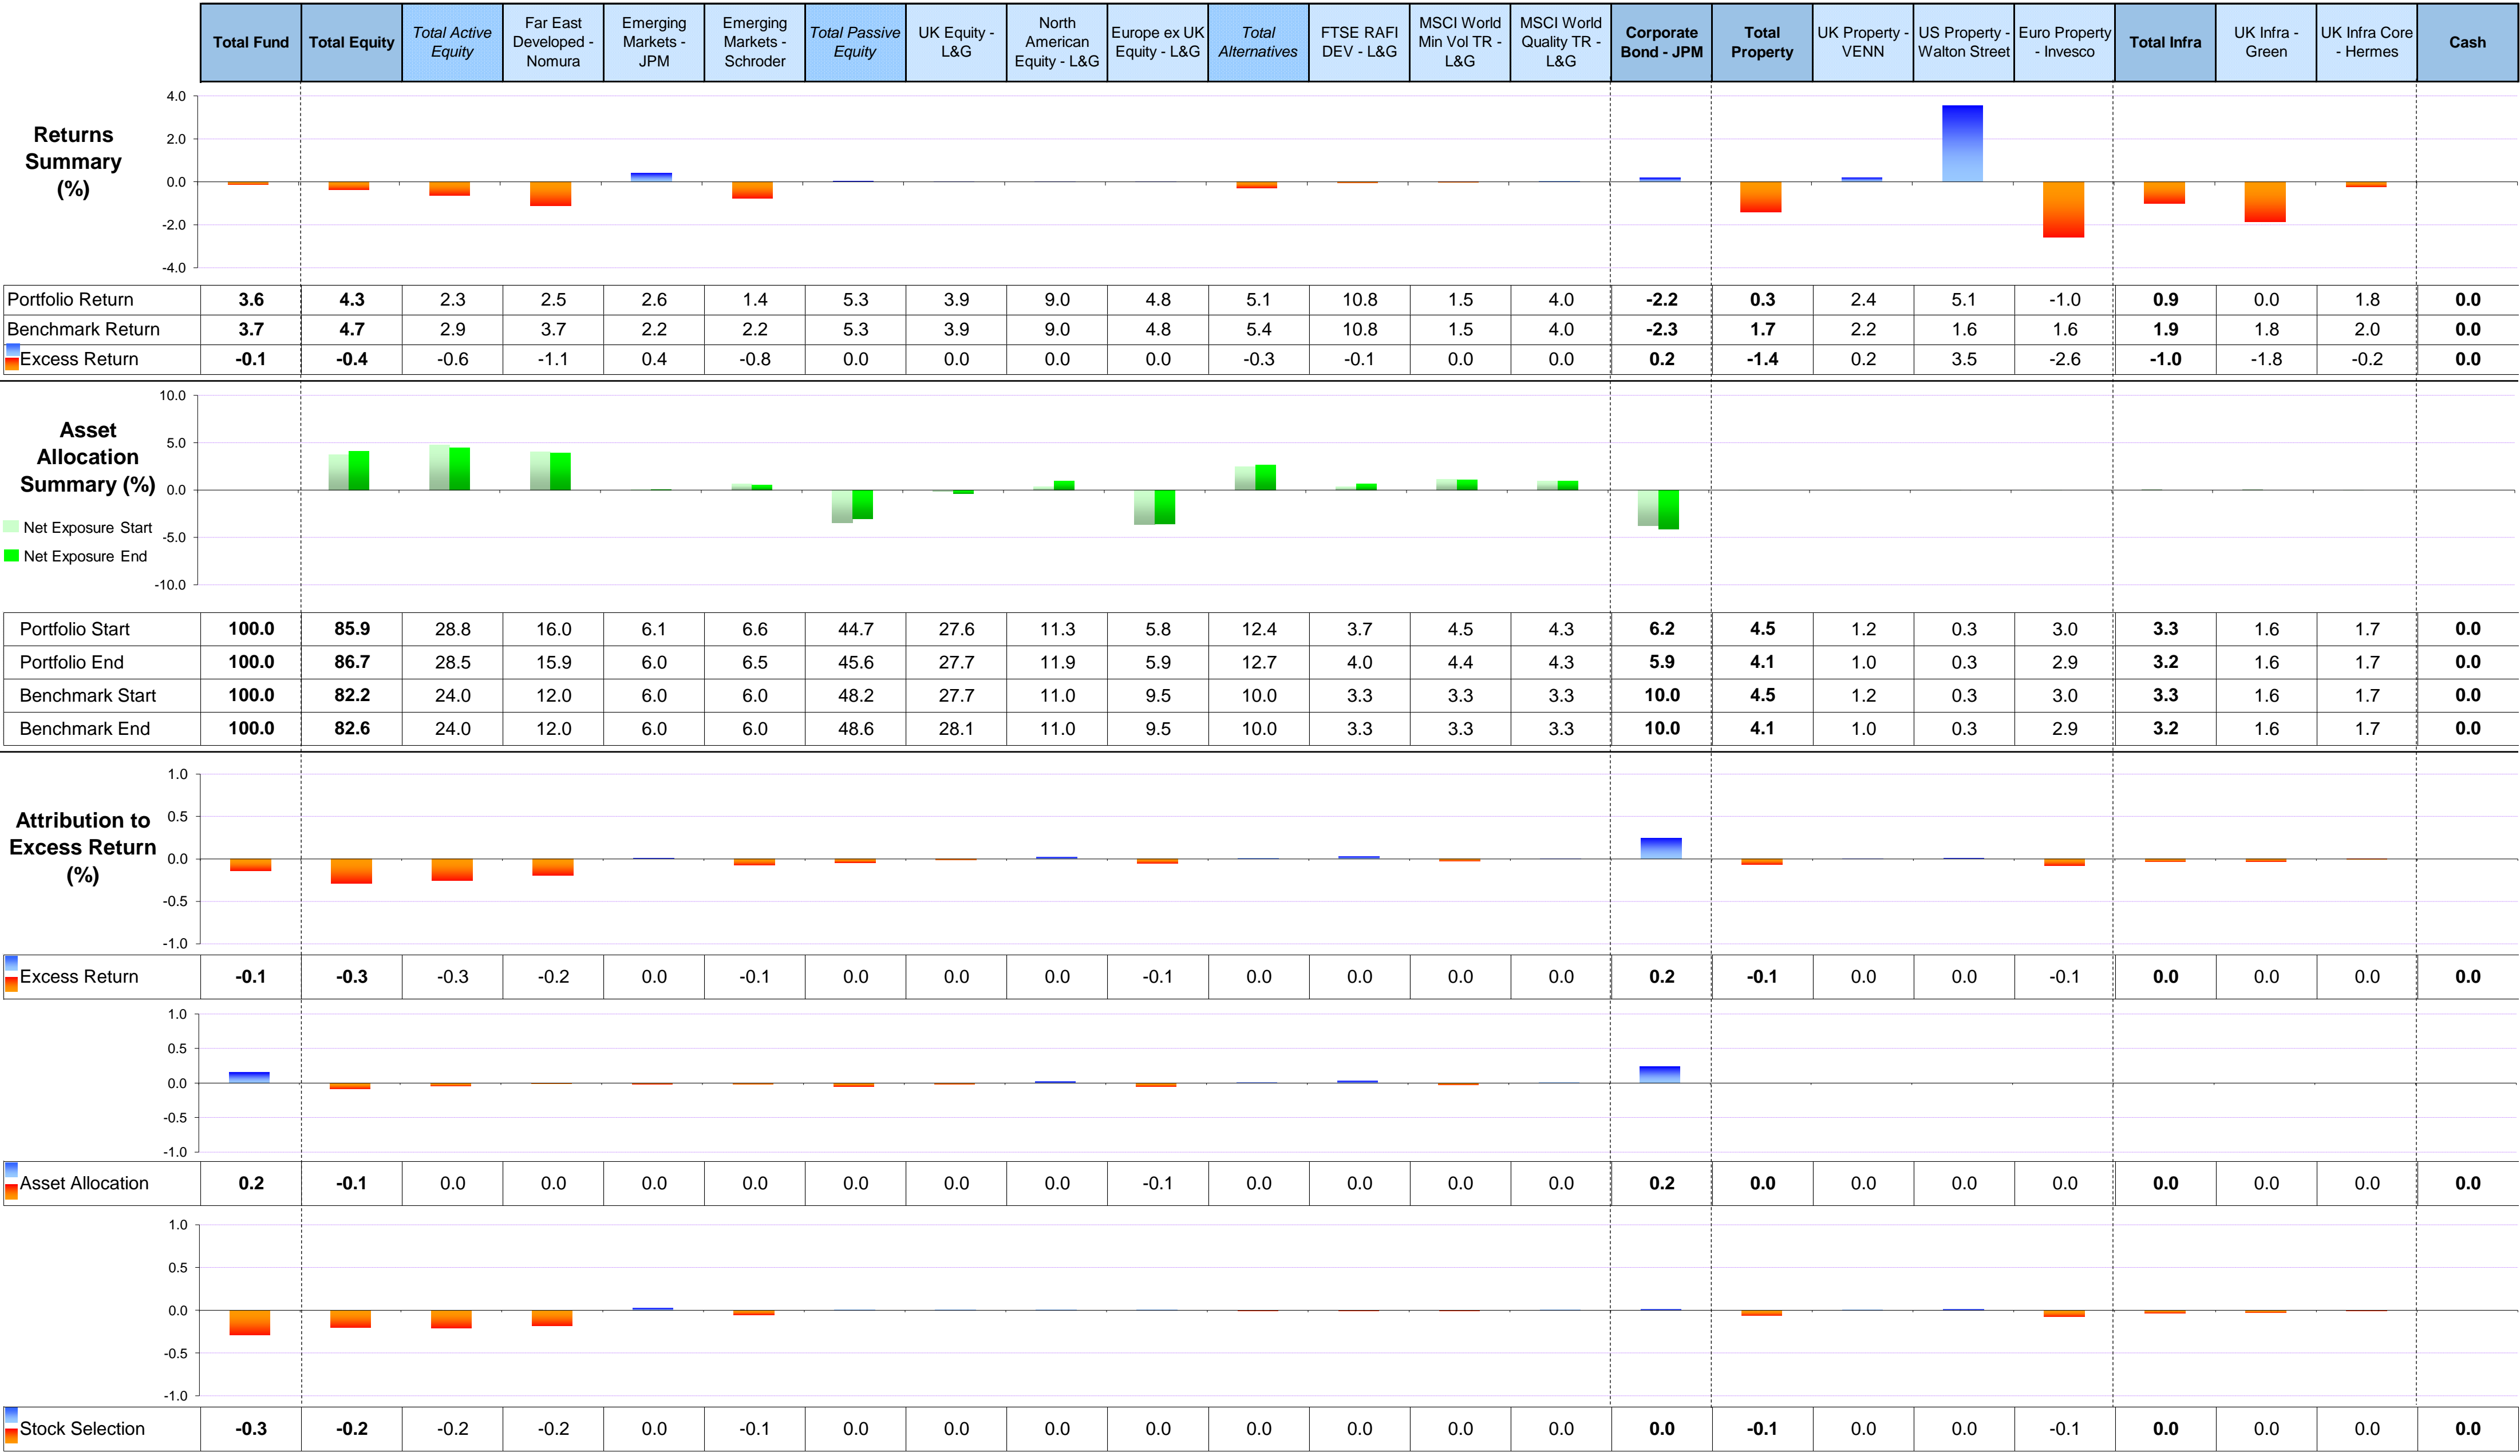 Total Fund Total Equity Total Active Equity Far East Developed - Nomura Emerging Markets - JPM Emerging Markets - Schroder Total Passive Equity UK Equity - L&G North American Equity - L&G Europe ex UK Equity - L&G Total Alternatives FTSE RAFI DEV - L&G MSCI World Min Vol TR - L&G MSCI World Quality TR - L&G Corporate Bond - JPM Total Property UK Property - VENN US Property - Walton Street Euro Property - Invesco Total Infra UK Infra - Green UK Infra Core - Hermes Cash
Returns
Summary
(%)
4.0
2.0
0.0
-2.0
-4.0
Portfolio Return 3.6 4.3 2.3 2.5 2.6 1.4 5.3 3.9 9.0 4.8 5.1 10.8 1.5 4.0 -2.2 0.3 2.4 5.1 -1.0 0.9 0.0 1.8 0.0
Benchmark Return 3.7 4.7 2.9 3.7 2.2 2.2 5.3 3.9 9.0 4.8 5.4 10.8 1.5 4.0 -2.3 1.7 2.2 1.6 1.6 1.9 1.8 2.0 0.0
Excess Return -0.1 -0.4 -0.6 -1.1 0.4 -0.8 0.0 0.0 0.0 0.0 -0.3 -0.1 0.0 0.0 0.2 -1.4 0.2 3.5 -2.6 -1.0 -1.8 -0.2 0.0
Asset
Allocation
Summary (%)
Net Exposure Start
Net Exposure End
10.0
5.0
0.0
-5.0
-10.0
Portfolio Start 100.0 85.9 28.8 16.0 6.1 6.6 44.7 27.6 11.3 5.8 12.4 3.7 4.5 4.3 6.2 4.5 1.2 0.3 3.0 3.3 1.6 1.7 0.0
Portfolio End 100.0 86.7 28.5 15.9 6.0 6.5 45.6 27.7 11.9 5.9 12.7 4.0 4.4 4.3 5.9 4.1 1.0 0.3 2.9 3.2 1.6 1.7 0.0
Benchmark Start 100.0 82.2 24.0 12.0 6.0 6.0 48.2 27.7 11.0 9.5 10.0 3.3 3.3 3.3 10.0 4.5 1.2 0.3 3.0 3.3 1.6 1.7 0.0
Benchmark End 100.0 82.6 24.0 12.0 6.0 6.0 48.6 28.1 11.0 9.5 10.0 3.3 3.3 3.3 10.0 4.1 1.0 0.3 2.9 3.2 1.6 1.7 0.0
Attribution to
Excess Return
(%)
1.0
0.5
0.0
-0.5
-1.0
Excess Return -0.1 -0.3 -0.3 -0.2 0.0 -0.1 0.0 0.0 0.0 -0.1 0.0 0.0 0.0 0.0 0.2 -0.1 0.0 0.0 -0.1 0.0 0.0 0.0 0.0
1.0
0.5
0.0
-0.5
-1.0
Asset Allocation 0.2 -0.1 0.0 0.0 0.0 0.0 0.0 0.0 0.0 -0.1 0.0 0.0 0.0 0.0 0.2 0.0 0.0 0.0 0.0 0.0 0.0 0.0 0.0
1.0
0.5
0.0
-0.5
-1.0
Stock Selection -0.3 -0.2 -0.2 -0.2 0.0 -0.1 0.0 0.0 0.0 0.0 0.0 0.0 0.0 0.0 0.0 -0.1 0.0 0.0 -0.1 0.0 0.0 0.0 0.0